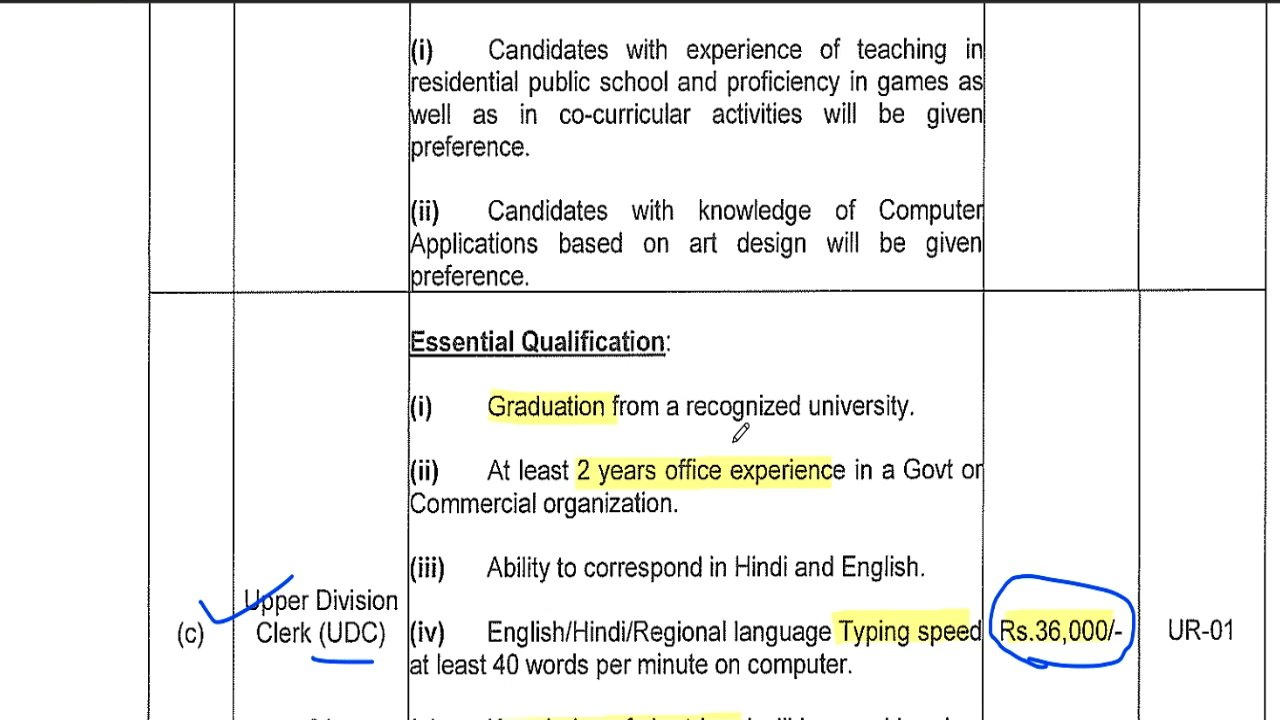 (i) Candidates with experience of teaching in
residential public school and proficiency in games as
well as in co-curricular activities will be given
preference.
(ii) Candidates with knowledge of Computer
Applications based on art design will be given
preference.
Essential Qualification:
(i) Graduation from a recognized university.
(ii) At least 2 years office experience in a Govt or
Commercial organization.
(iii) Ability to correspond in Hindi and English.
(c) Upper Division
Clerk (UDC)
(iv) English/Hindi/Regional language Typing speed
at least 40 words per minute on computer.
Rs.36,000/-
UR-01